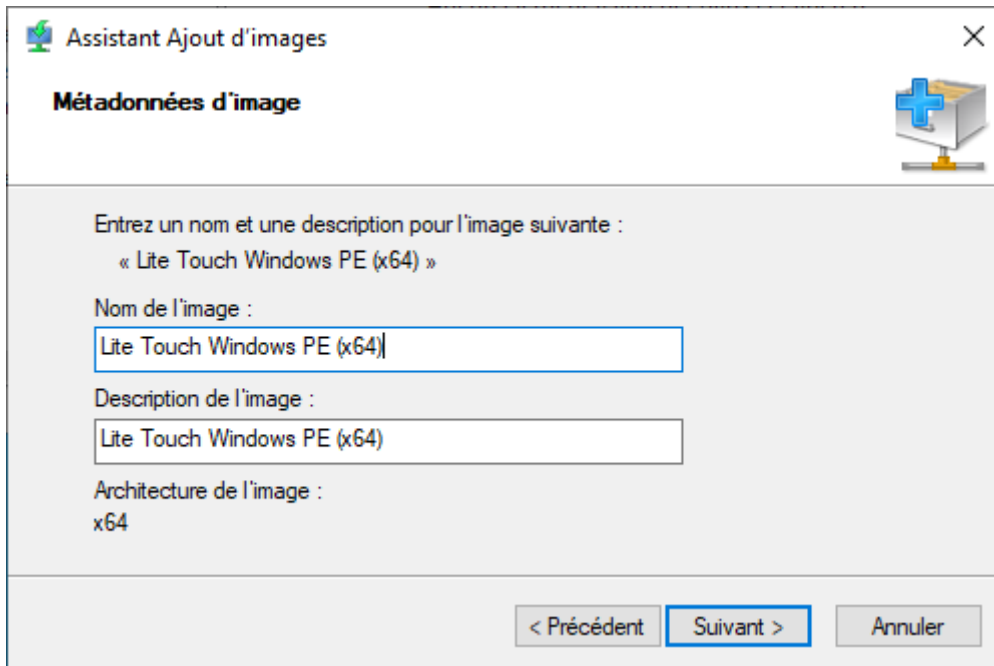 Assistant Ajout d'images
Métadonnées d'image
Entrez un nom et une description pour l'image suivante :
« Lite Touch Windows PE (x64) »
Nom de l'image :
Lite Touch Windows PE (x64)
Description de l'image :
Lite Touch Windows PE (x64)
Architecture de l'image :
x64
< Précédent
Suivant >
Annuler